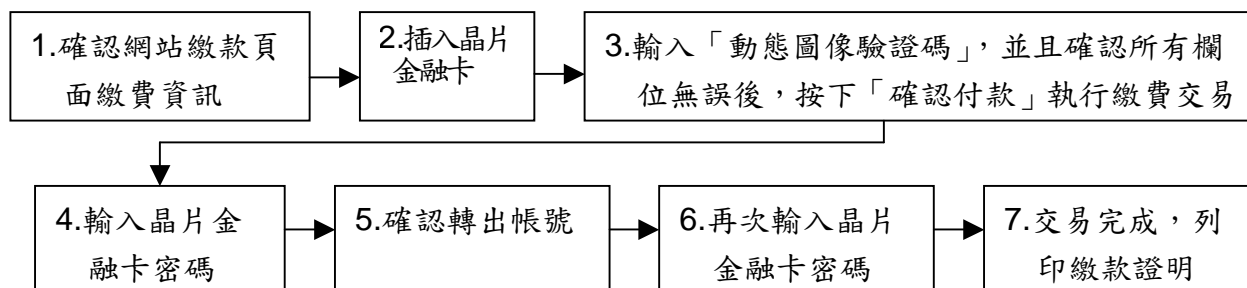 1.確認網站繳款頁
面繳費資訊
2.插入晶片
金融卡
3.輸入「動態圖像驗證碼」，並且確認所有欄
位無誤後，按下「確認付款」執行繳費交易
4.輸入晶片金
融卡密碼
5.確認轉出帳號
6.再次輸入晶片
金融卡密碼
7.交易完成，列
印繳款證明